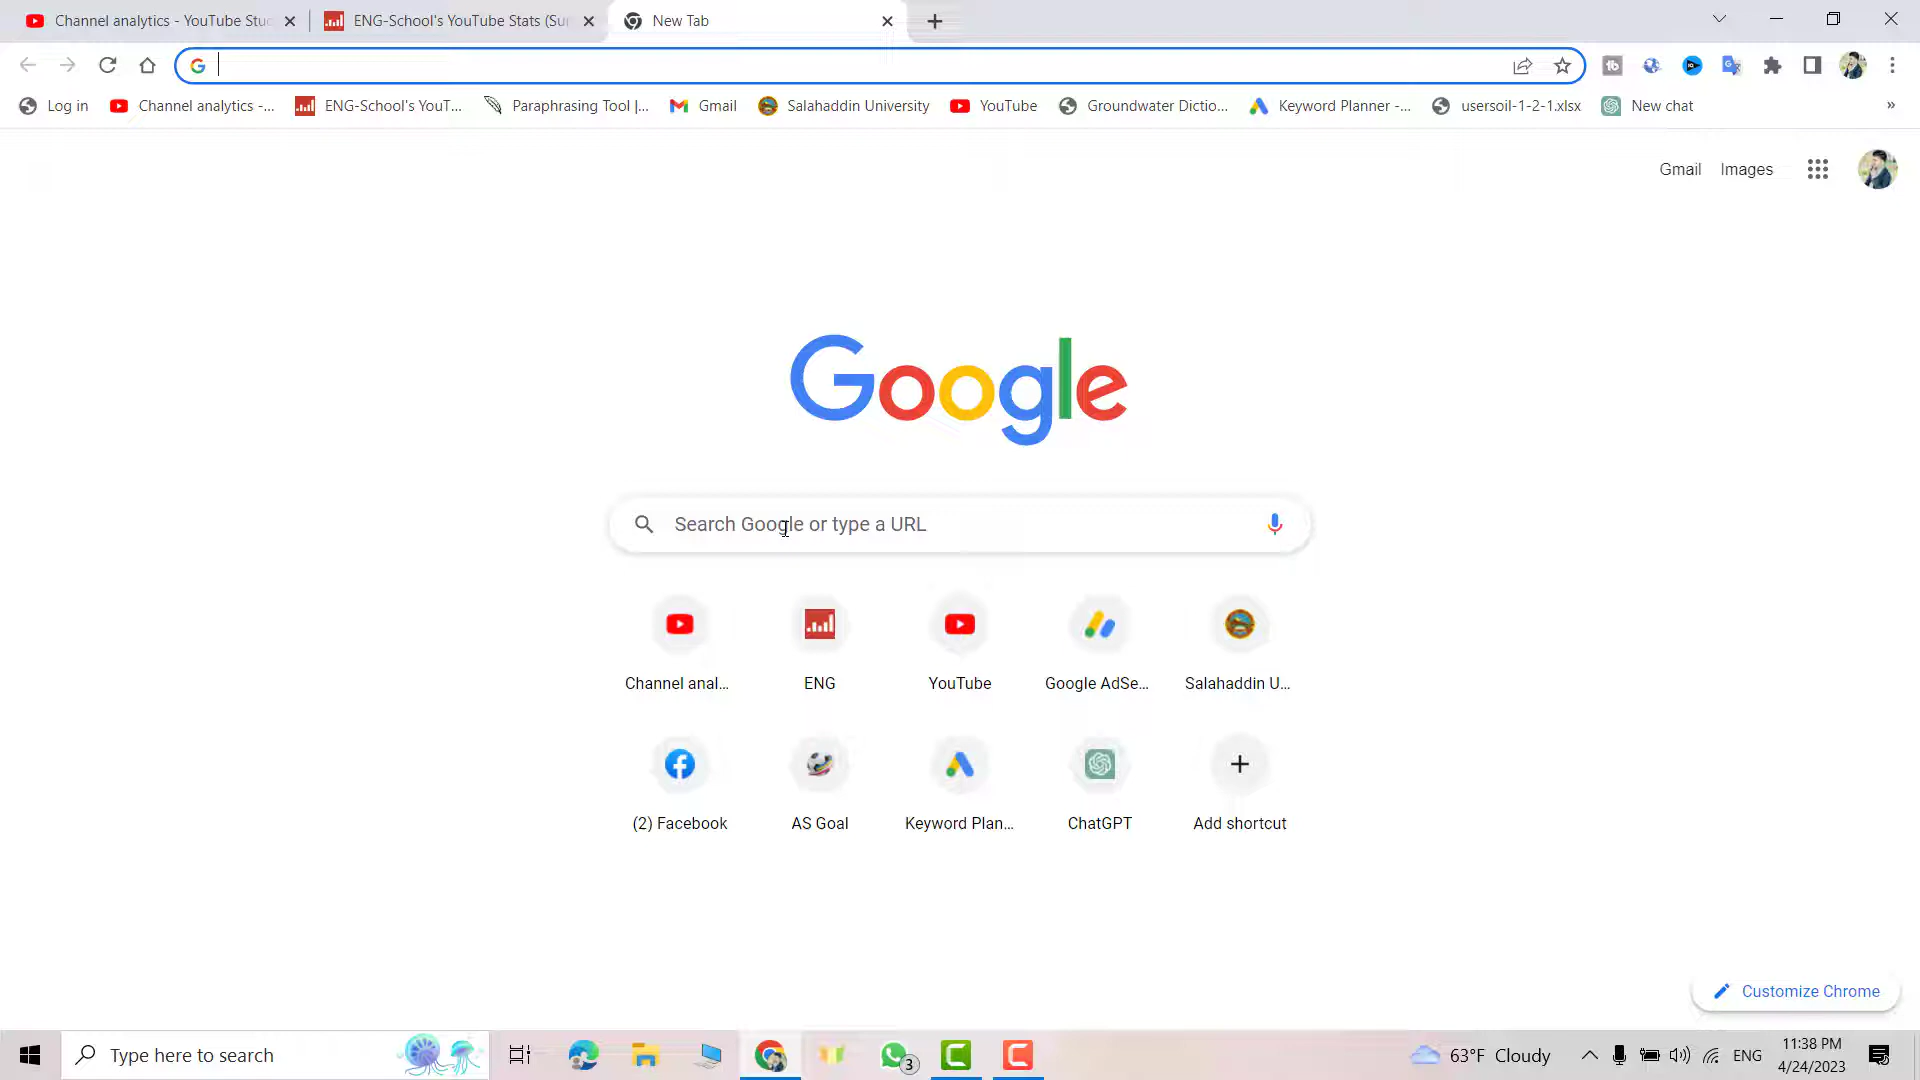 Channel analytics - YouTube Stu
ENG-School's YouTube Stats (Su
New Tab
Log in
Channel analytics -...
ENG-School's YouT...
Paraphrasing Tool |...
Gmail
Salahaddin University
YouTube
Groundwater Dictio...
Keyword Planner -...
usersoil-1-2-1.xlsx
New chat
»
Gmail
Images
Google
Search Google or type a URL
Channel anal...
ENG
YouTube
Google AdSe...
Salahaddin U...
(2) Facebook
AS Goal
Keyword Plan...
ChatGPT
Add shortcut
Customize Chrome
Type here to search
3
63°F Cloudy
ENG
11:38 PM
4/24/2023